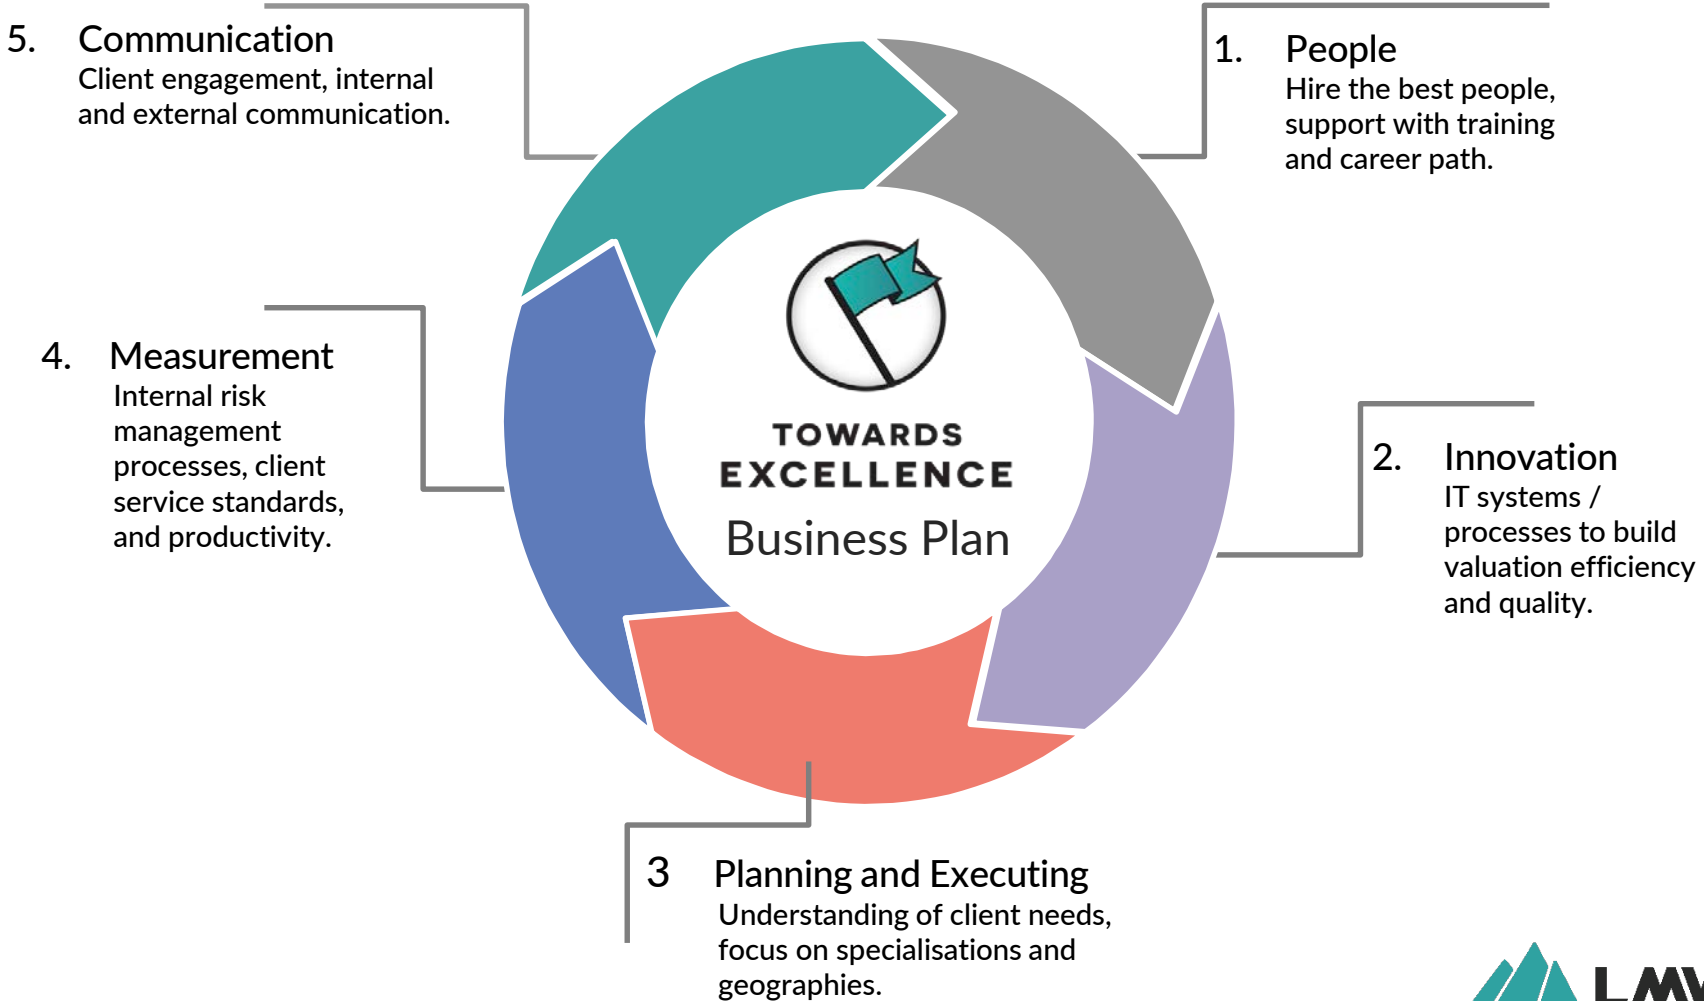 5. Communication
Client engagement, internal
and external communication.
1. People
Hire the best people,
support with training
and career path.
TOWARDS
EXCELLENCE
Business Plan
4. Measurement
Internal risk
management
processes, client
service standards,
and productivity.
2. Innovation
IT systems /
processes to build
valuation efficiency
and quality.
3 Planning and Executing
Understanding of client needs,
focus on specialisations and
geographies.